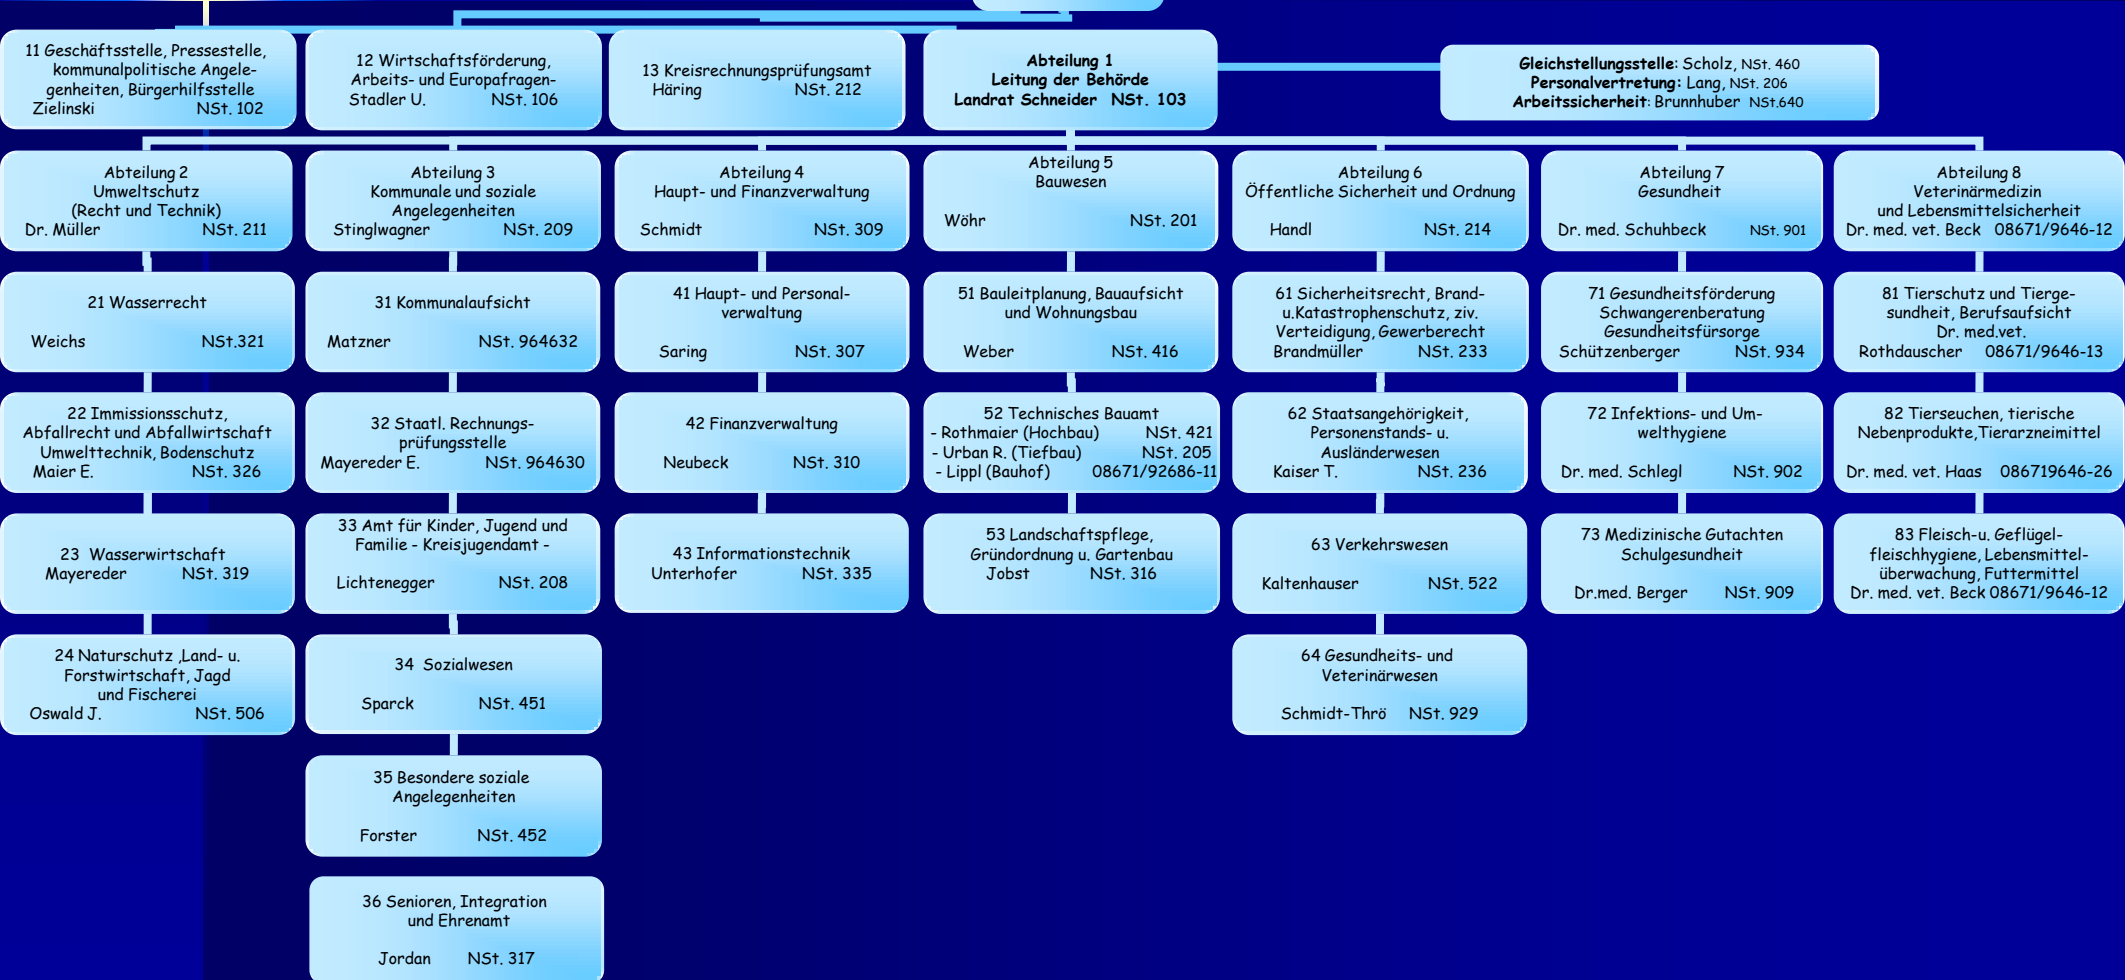 11 Geschäftsstelle, Pressestelle,
kommunalpolitische Angele-
genheiten, Bürgerhilfsstelle
Zielinski NSt. 102
12 Wirtschaftsförderung,
Arbeits- und Europafragen-
Stadler U. NSt. 106
13 Kreisrechnungsprüfungsamt
Häring NSt. 212
Abteilung 1
Leitung der Behörde
Landrat Schneider NSt. 103
Gleichstellungsstelle: Scholz, NSt. 460
Personalvertretung: Lang, NSt. 206
Arbeitssicherheit: Brunnhuber NSt.640
Abteilung 2
Umweltschutz
(Recht und Technik)
Dr. Müller NSt. 211
Abteilung 3
Kommunale und soziale
Angelegenheiten
Stinglwagner NSt. 209
Abteilung 4
Haupt- und Finanzverwaltung
Schmidt NSt. 309
Abteilung 5
Bauwesen
Wöhr NSt. 201
Abteilung 6
Öffentliche Sicherheit und Ordnung
Handl NSt. 214
Abteilung 7
Gesundheit
Dr. med. Schuhbeck NSt. 901
Abteilung 8
Veterinärmedizin
und Lebensmittelsicherheit
Dr. med. vet. Beck 08671/9646-12
21 Wasserrecht
Weichs NSt.321
31 Kommunalaufsicht
Matzner NSt. 964632
41 Haupt- und Personal-
verwaltung
Saring NSt. 307
51 Bauleitplanung, Bauaufsicht
und Wohnungsbau
Weber NSt. 416
61 Sicherheitsrecht, Brand-
u.Katastrophenschutz, ziv.
Verteidigung, Gewerberecht
Brandmüller NSt. 233
71 Gesundheitsförderung
Schwangerenberatung
Gesundheitsfürsorge
Schützenberger NSt. 934
81 Tierschutz und Tierge-
sundheit, Berufsaufsicht
Dr. med.vet.
Rothdauscher 08671/9646-13
22 Immissionsschutz,
Abfallrecht und Abfallwirtschaft
Umwelttechnik, Bodenschutz
Maier E. NSt. 326
32 Staatl. Rechnungs-
prüfungsstelle
Mayereder E. NSt. 964630
42 Finanzverwaltung
Neubeck NSt. 310
52 Technisches Bauamt
- Rothmaier (Hochbau) NSt. 421
- Urban R. (Tiefbau) NSt. 205
- Lippl (Bauhof) 08671/92686-11
62 Staatsangehörigkeit,
Personenstands- u.
Ausländerwesen
Kaiser T. NSt. 236
72 Infektions- und Um-
welthygiene
Dr. med. Schlegl NSt. 902
82 Tierseuchen, tierische
Nebenprodukte,Tierarzneimittel
Dr. med. vet. Haas 086719646-26
23 Wasserwirtschaft
Mayereder NSt. 319
33 Amt für Kinder, Jugend und
Familie - Kreisjugendamt -
Lichtenegger NSt. 208
43 Informationstechnik
Unterhofer NSt. 335
53 Landschaftspflege,
Gründordnung u. Gartenbau
Jobst NSt. 316
63 Verkehrswesen
Kaltenhauser NSt. 522
73 Medizinische Gutachten
Schulgesundheit
Dr.med. Berger NSt. 909
83 Fleisch-u. Geflügel-
fleischhygiene, Lebensmittel-
überwachung, Futtermittel
Dr. med. vet. Beck 08671/9646-12
24 Naturschutz ,Land- u.
Forstwirtschaft, Jagd
und Fischerei
Oswald J. NSt. 506
34 Sozialwesen
Sparck NSt. 451
64 Gesundheits- und
Veterinärwesen
Schmidt-Thrö NSt. 929
35 Besondere soziale
Angelegenheiten
Forster NSt. 452
36 Senioren, Integration
und Ehrenamt
Jordan NSt. 317